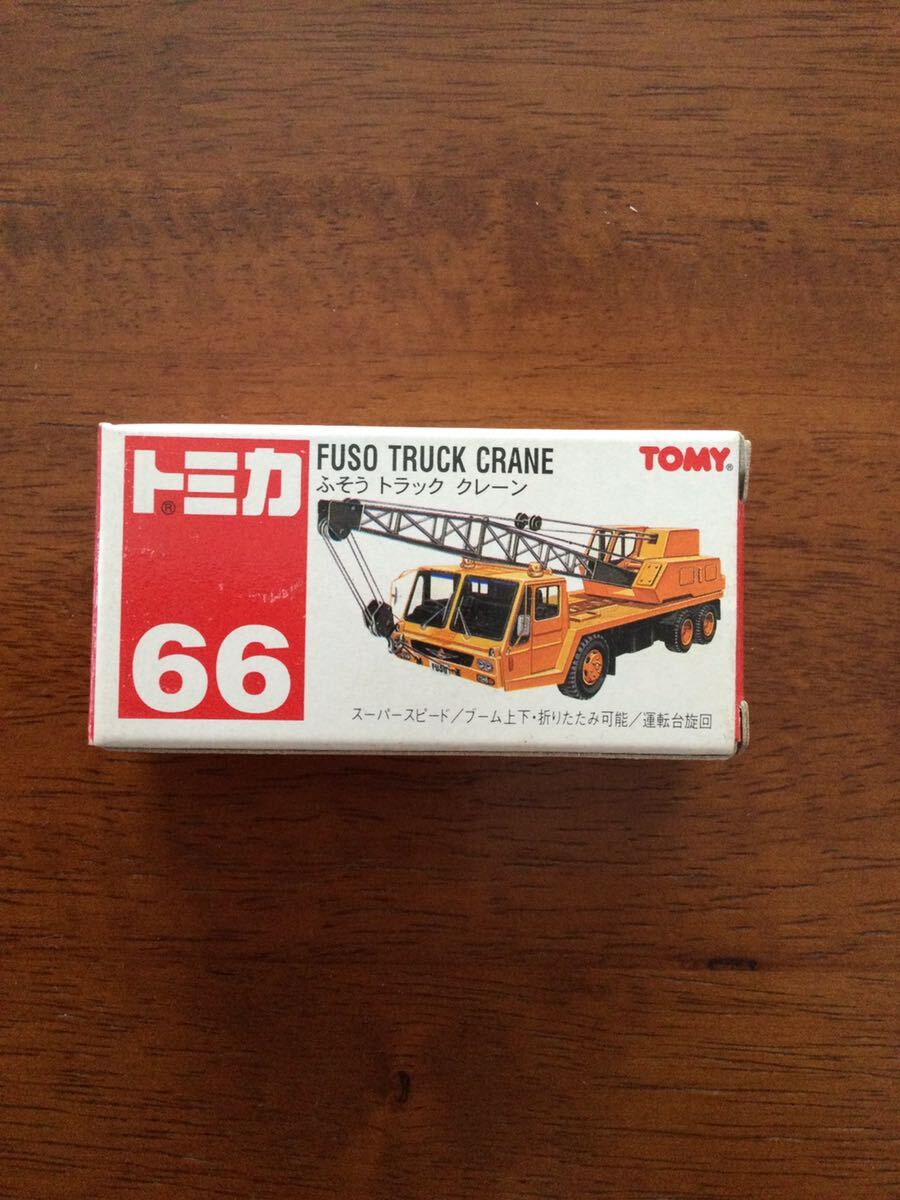 トミカ®
66
FUSO TRUCK CRANE
ふそう トラック クレーン
TOMY®
FUSO
スーパースピード/ブーム上下・折りたたみ可能/運転台旋回